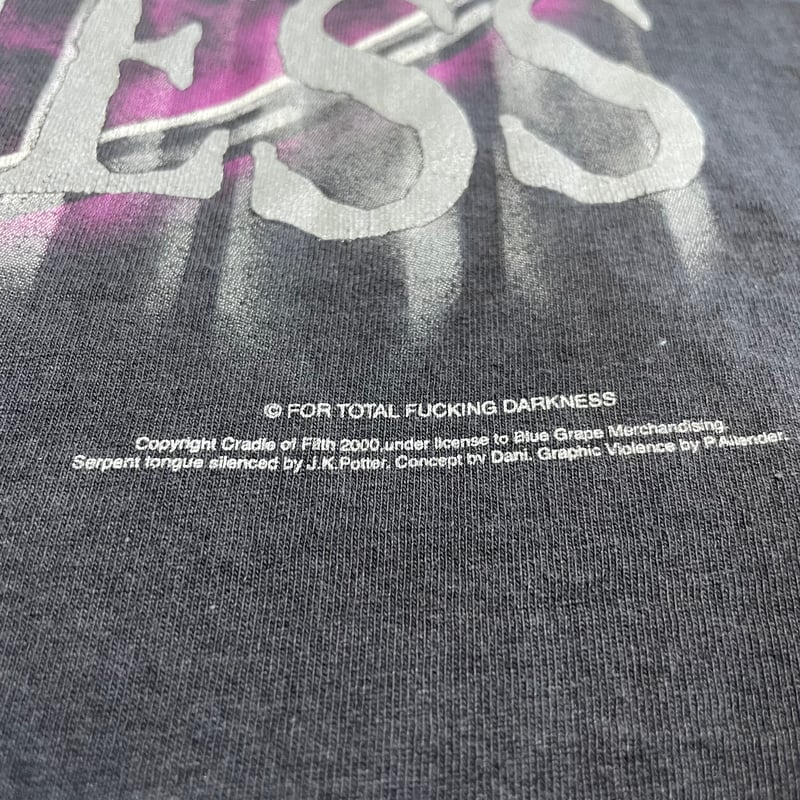 ESS
© FOR TOTAL FUCKING DARKNESS
Copyright Cradle of Filth 2000.under license to Blue Grape Merchandising.
Serpent tongue silenced by J.K.Potter. Concept by Dani. Graphic Violence by P.Allender.